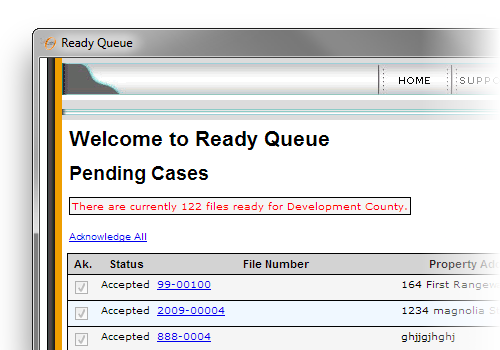 Ready Queue
HOME SUPPO
Welcome to Ready Queue
Pending Cases
There are currently 122 files ready for Development County.
Acknowledge All
Ak. Status File Number Property Add
Accepted 99-00100 164 First Rangewa
Accepted 2009-00004 1234 magnolia S
Accepted 888-0004 ghjjgjhghj